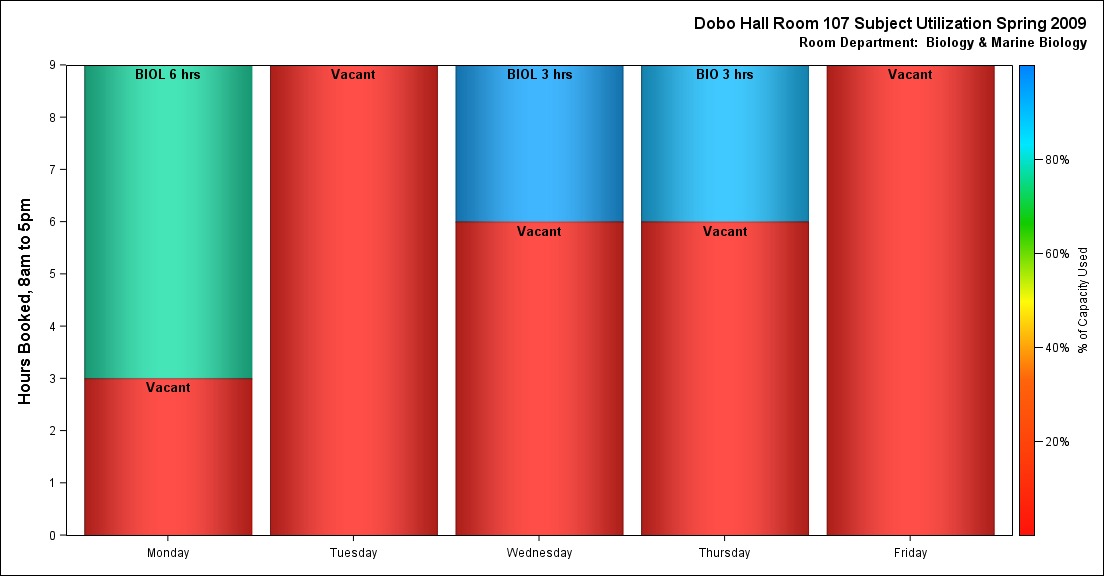 Dobo Hall Room 107 Subject Utilization Spring 2009
Room Department:  Biology & Marine Biology
Hours Booked, 8am to 5pm
9
8
7
6
5
4
3
2
1
0
BIOL 6 hrs
Vacant
Vacant
BIOL 3 hrs
Vacant
BIO 3 hrs
Vacant
Vacant
Monday
Tuesday
Wednesday
Thursday
Friday
80%
60%
40%
20%
% of Capacity Used